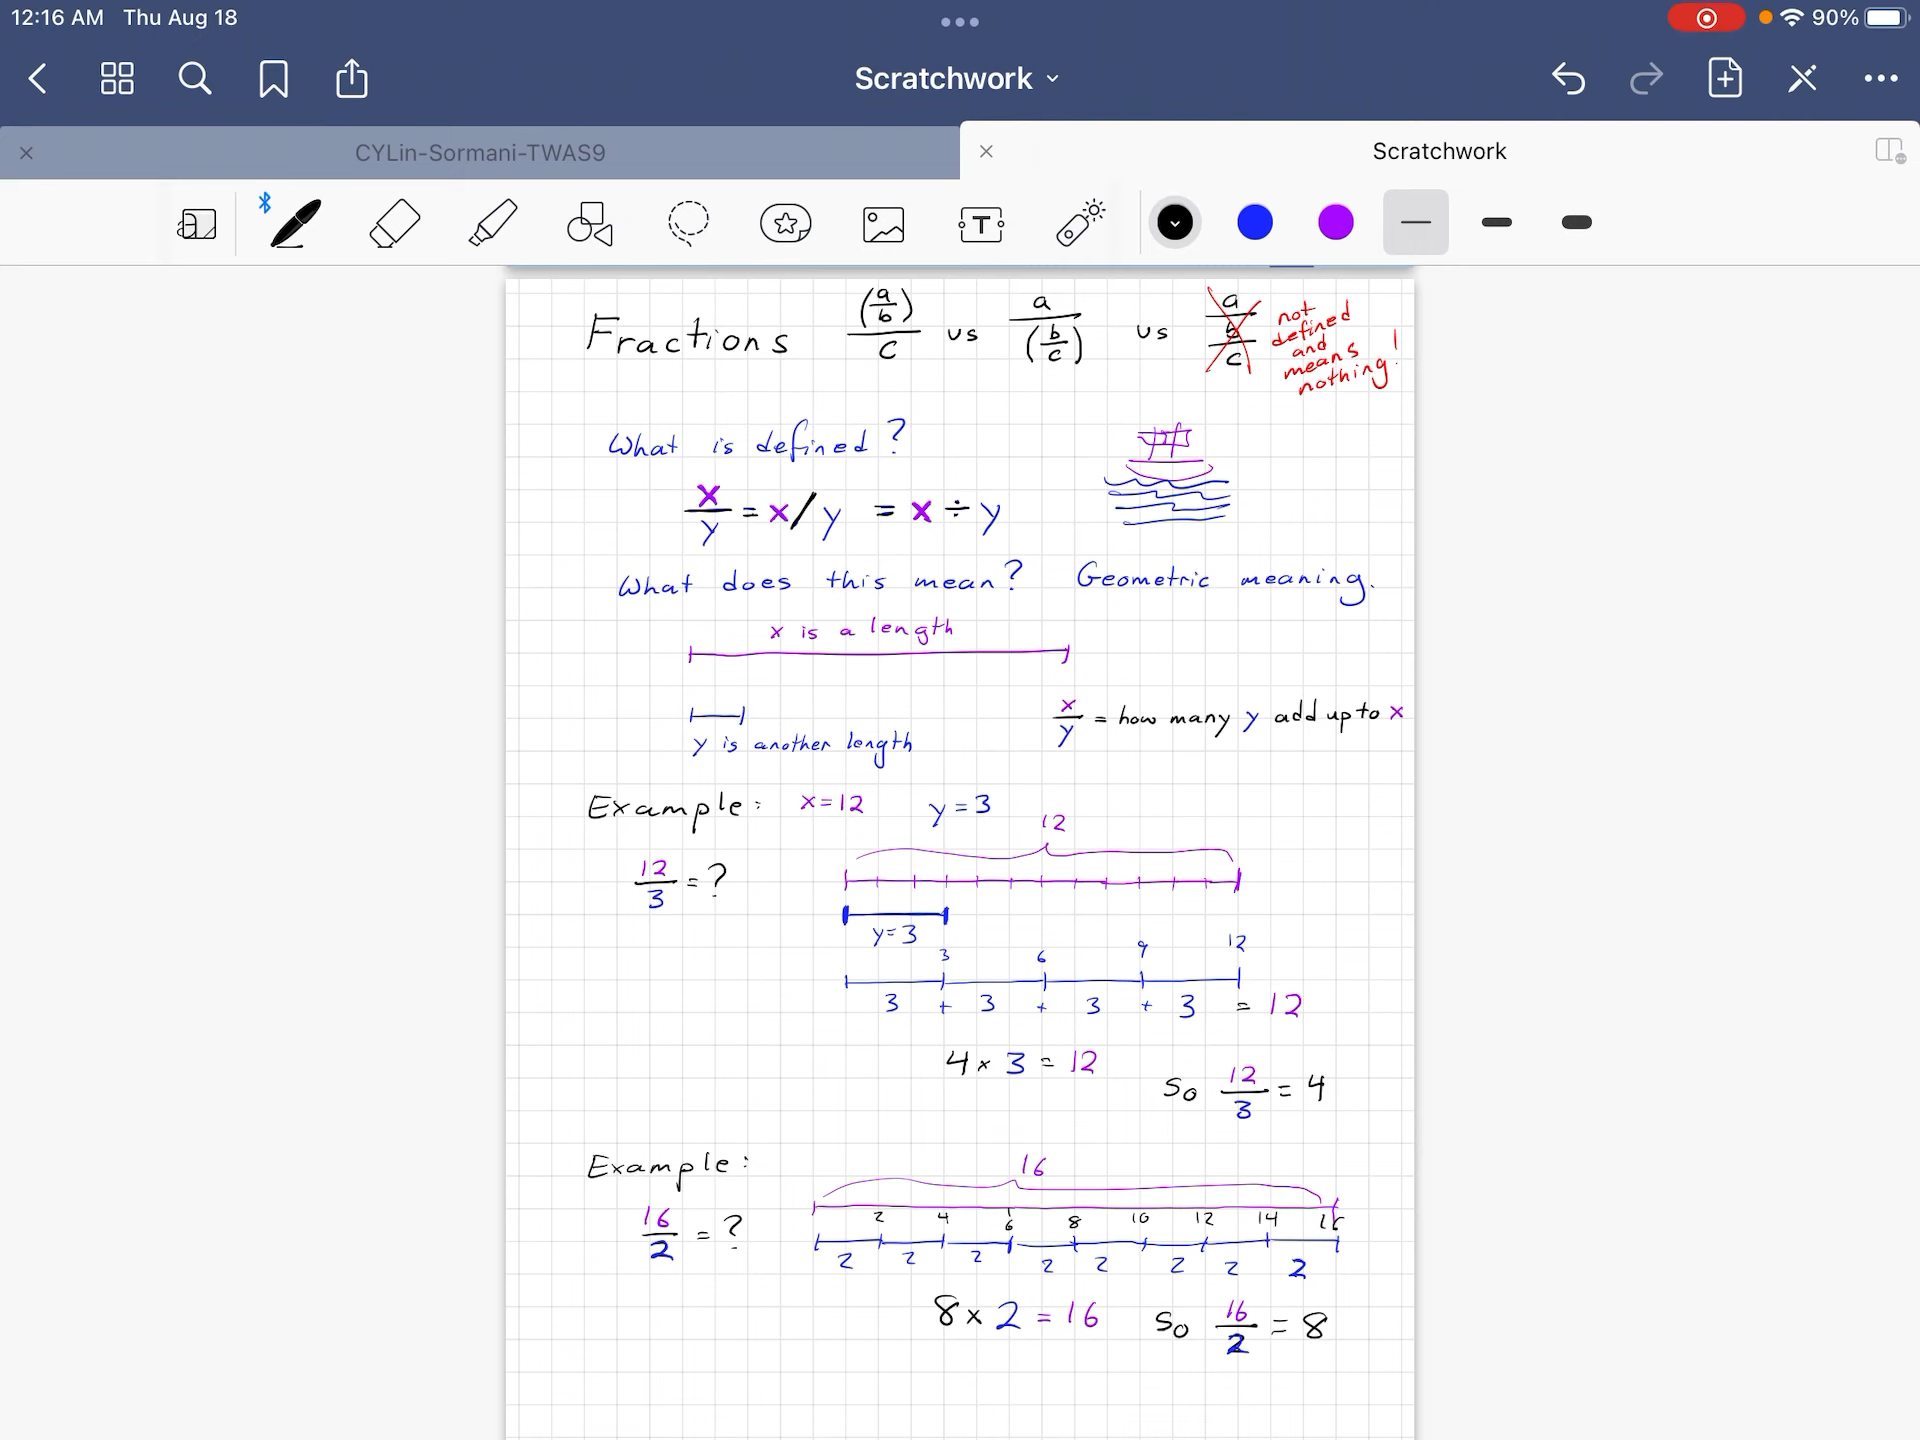 12:16 AM Thu Aug 18
90%
Scratchwork
CYLin-Sormani-TWAS9
Scratchwork
Fractions (a/b)/c vs a/(b/c) vs a/b/c not defined and means nothing!
What is defined?
x/y = x/y = x ÷ y
What does this mean? Geometric meaning.
x is a length
x/y = how many y add up to x
y is another length
Example: x=12 y=3
12
12/3 = ?
y=3
3 6 9 12
3 + 3 + 3 + 3 = 12
4 × 3 = 12
So 12/3 = 4
Example:
16
16/2 = ?
2 4 6 8 10 12 14 16
2 2 2 2 2 2 2 2
8 × 2 = 16 So 16/2 = 8